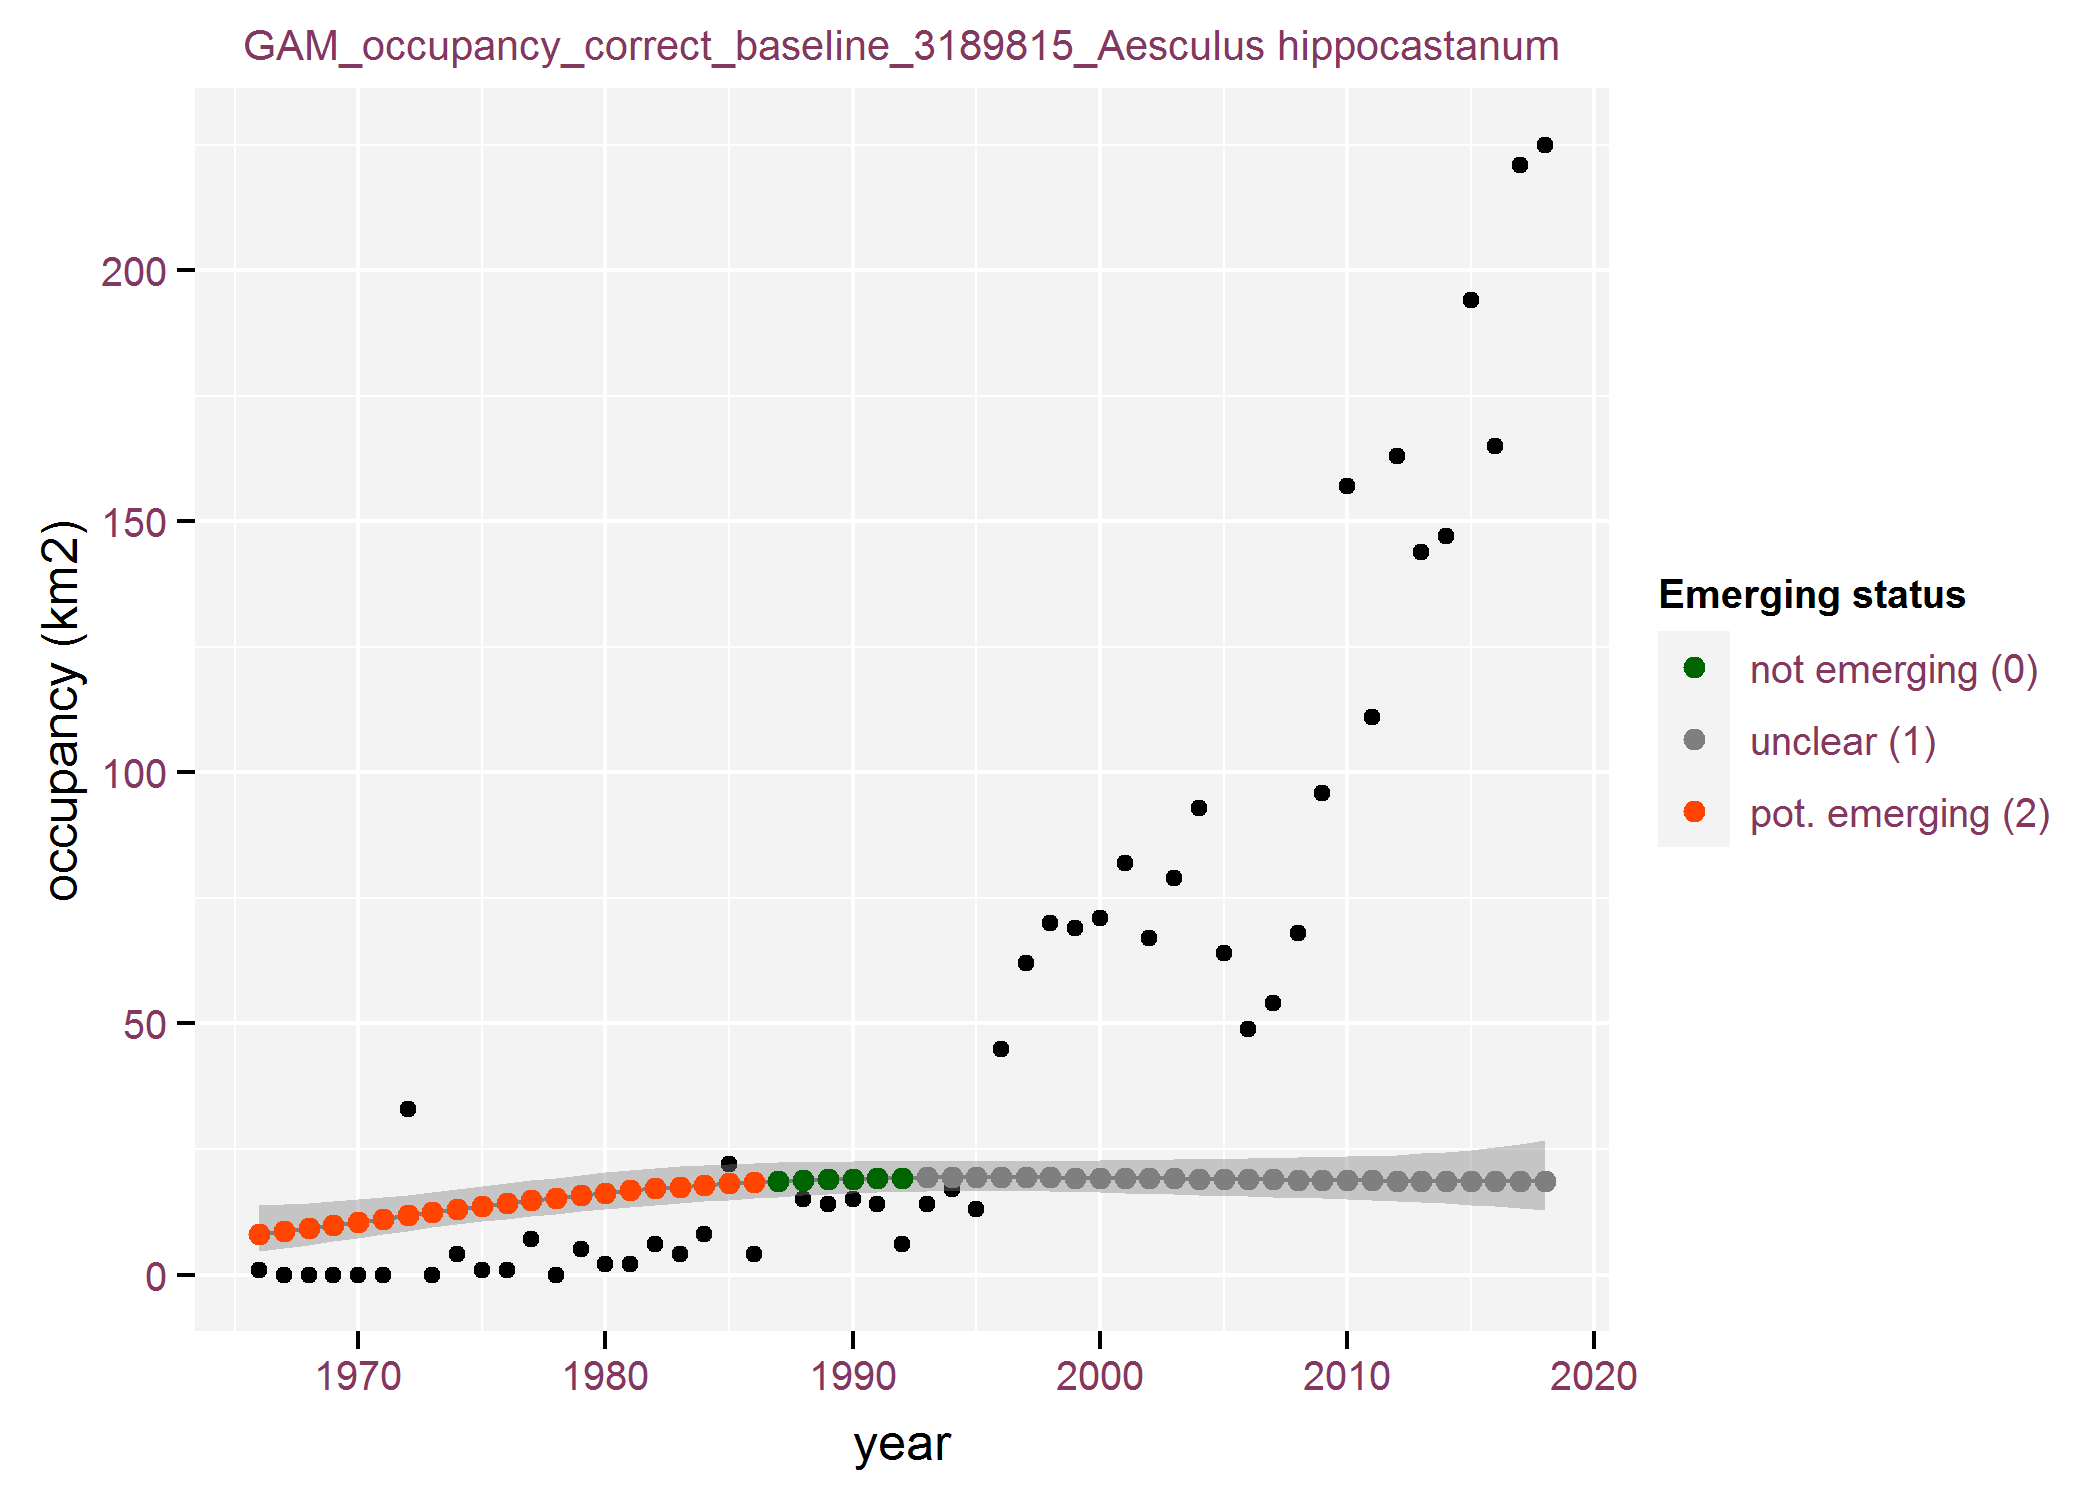 GAM_occupancy_correct_baseline_3189815_Aesculus hippocastanum
occupancy (km2)
200
150
100
50
0
1970
1980
1990
2000
2010
2020
year
Emerging status
not emerging (0)
unclear (1)
pot. emerging (2)